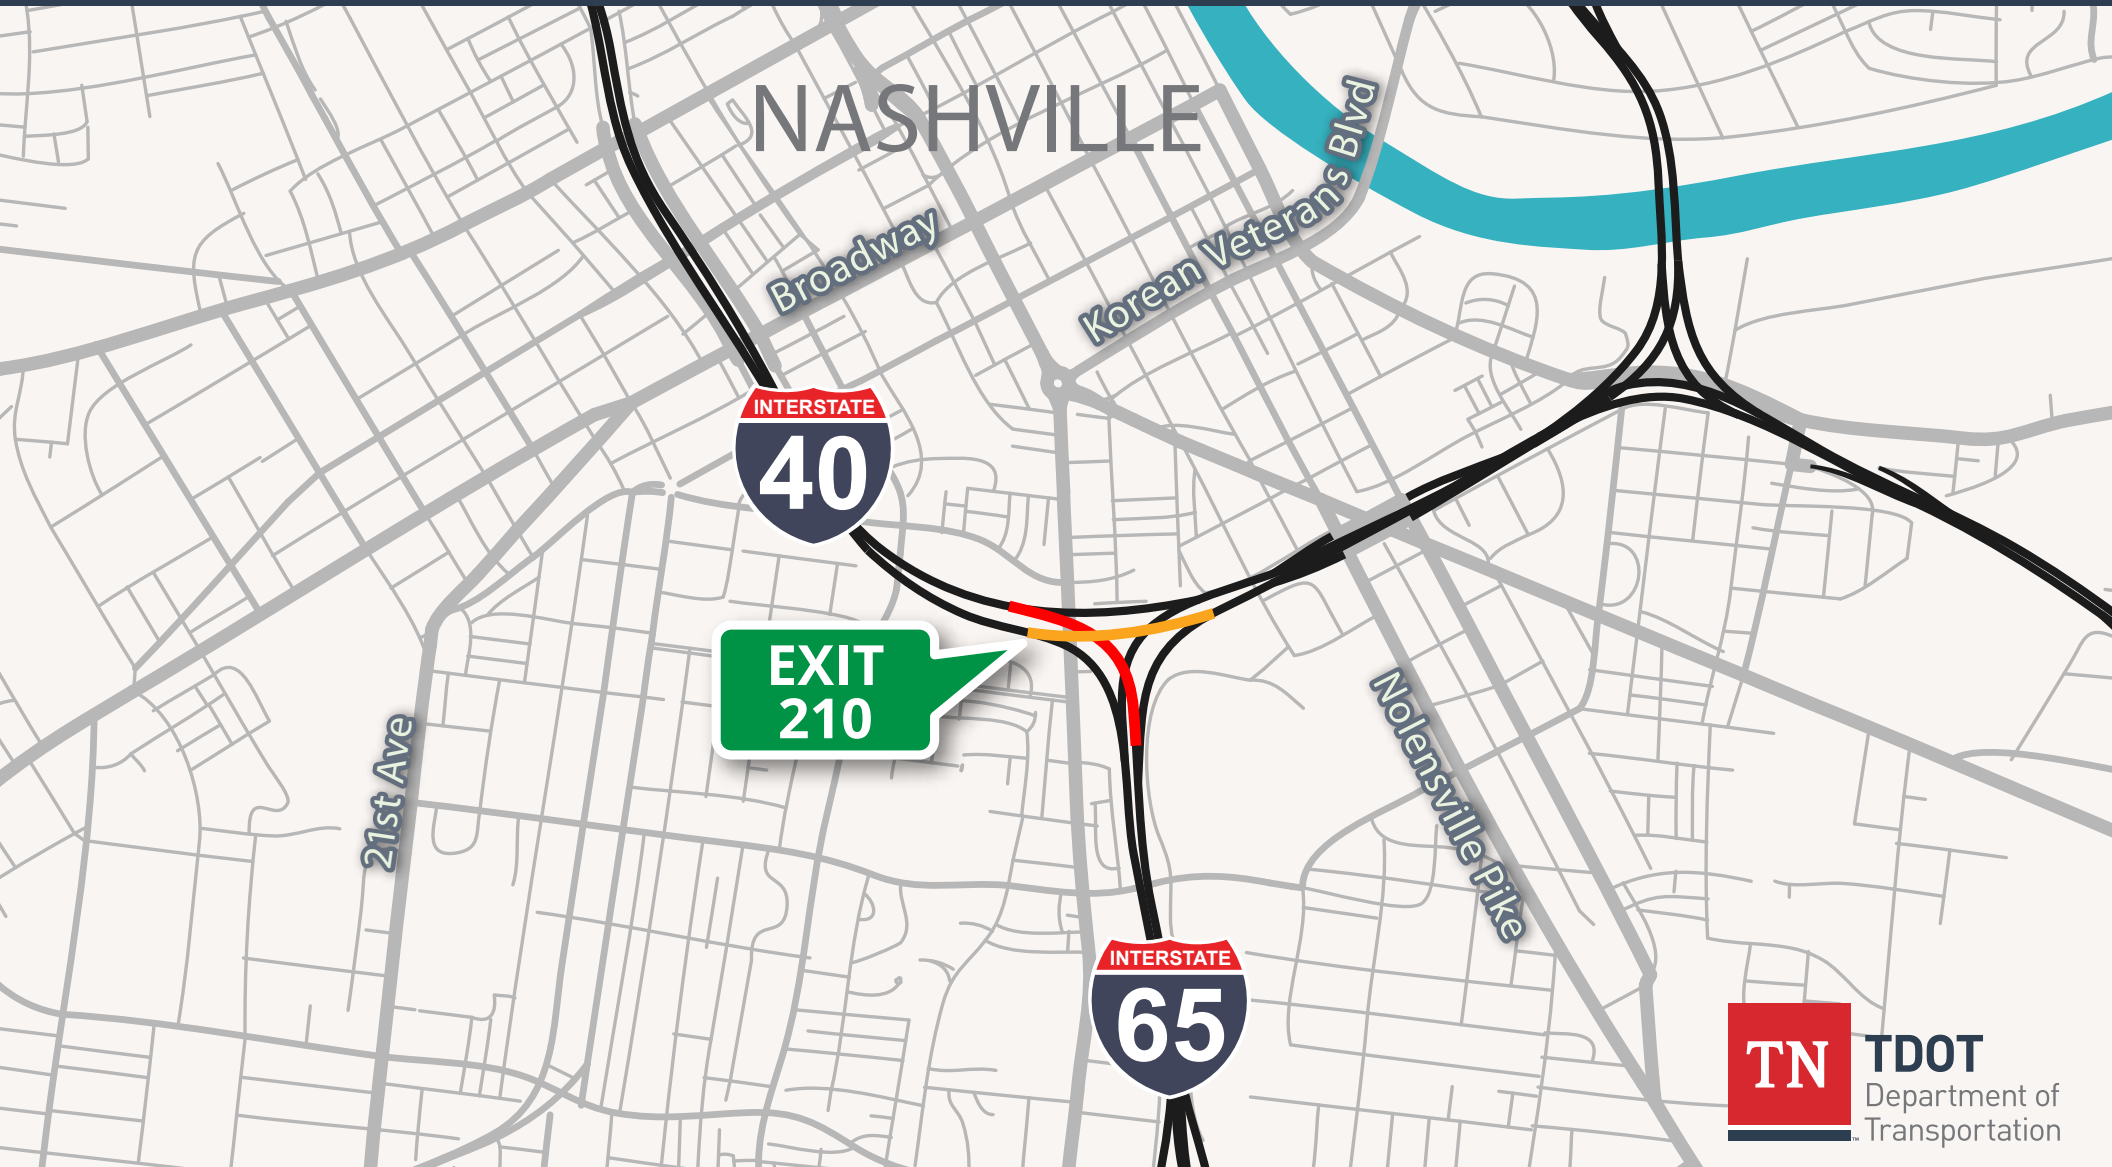 NASHVILLE
Broadway
Korean Veterans Blvd
INTERSTATE
40
EXIT
210
21st Ave
Nolensville Pike
INTERSTATE
65
TN
TDOT
Department of
Transportation